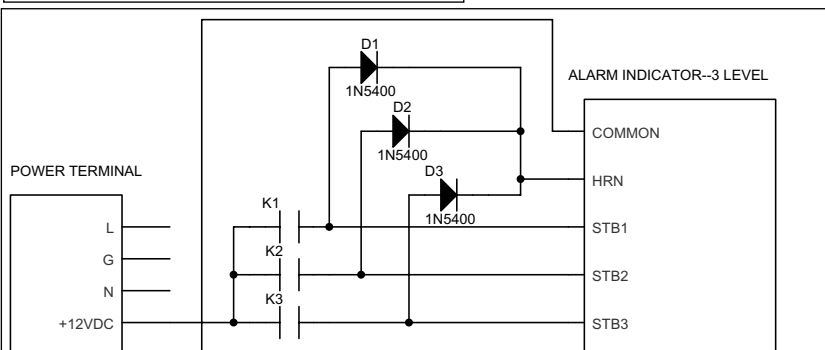 D1
1N5400
ALARM INDICATOR--3 LEVEL
D2
1N5400
COMMON
POWER TERMINAL
D3
1N5400
HRN
K1
L
STB1
K2
G
STB2
N
K3
+12VDC
STB3